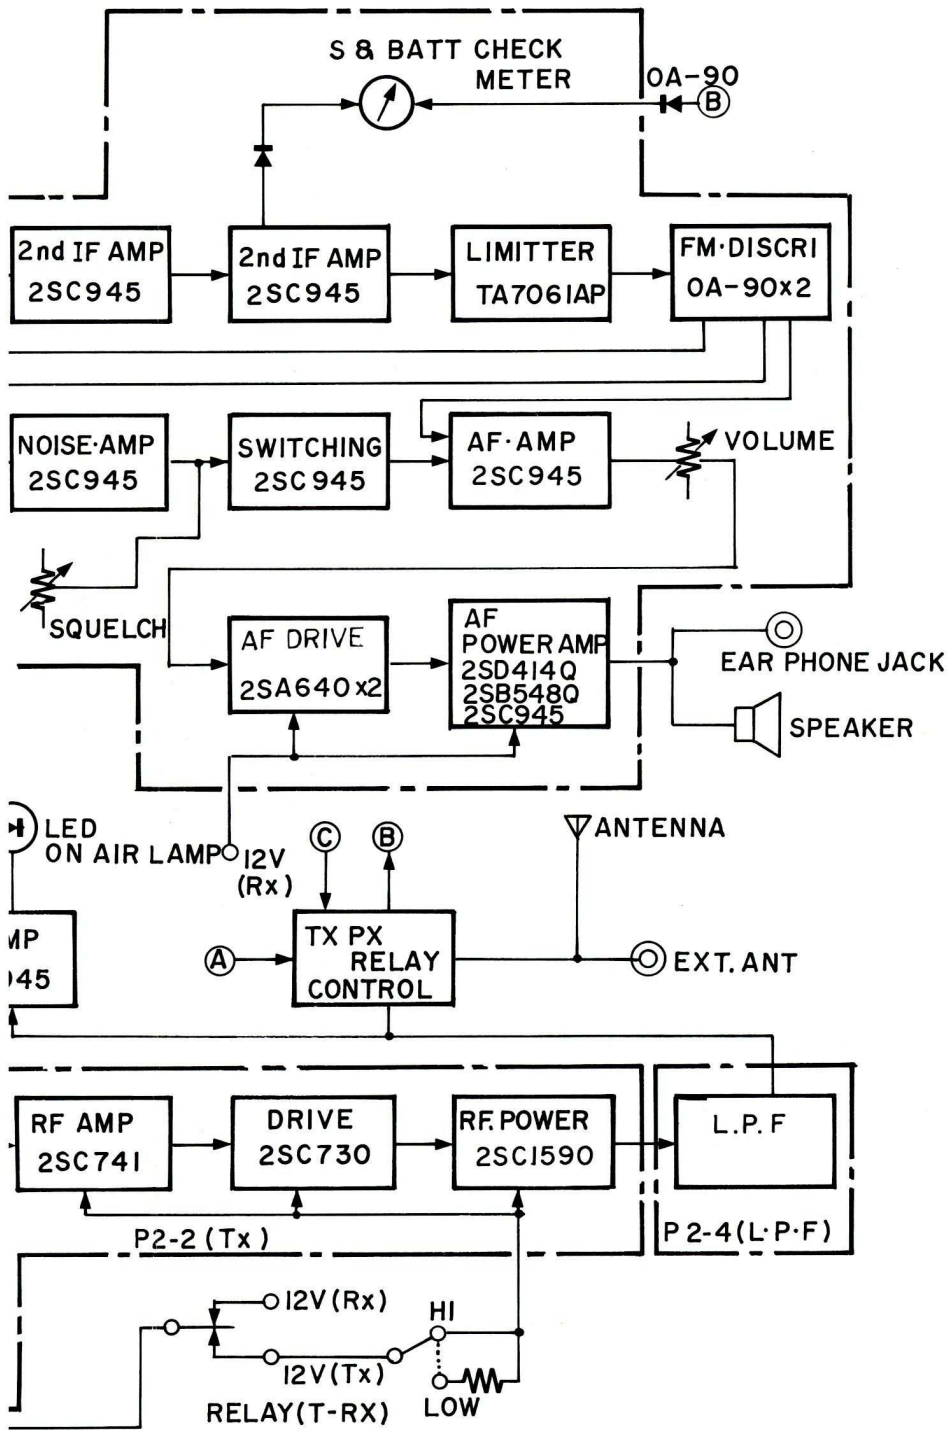 S & BATT CHECK
METER
OA-90
B
2nd IF AMP
2SC945
2nd IF AMP
2SC945
LIMITTER
TA7061AP
FM·DISCRI
OA-90x2
NOISE·AMP
2SC945
SWITCHING
2SC945
AF·AMP
2SC945
VOLUME
SQUELCH
AF DRIVE
2SA640x2
AF
POWER AMP
2SD414Q
2SB548Q
2SC945
EAR PHONE JACK
SPEAKER
LED
ON AIR LAMP
12V
(Rx)
C
B
ANTENNA
MP
945
A
TX PX
RELAY
CONTROL
EXT. ANT
RF AMP
2SC741
DRIVE
2SC730
RF. POWER
2SC1590
L.P.F
P2-2 (Tx)
P2-4 (L·P·F)
12V (Rx)
HI
12V (Tx)
LOW
RELAY (T-RX)